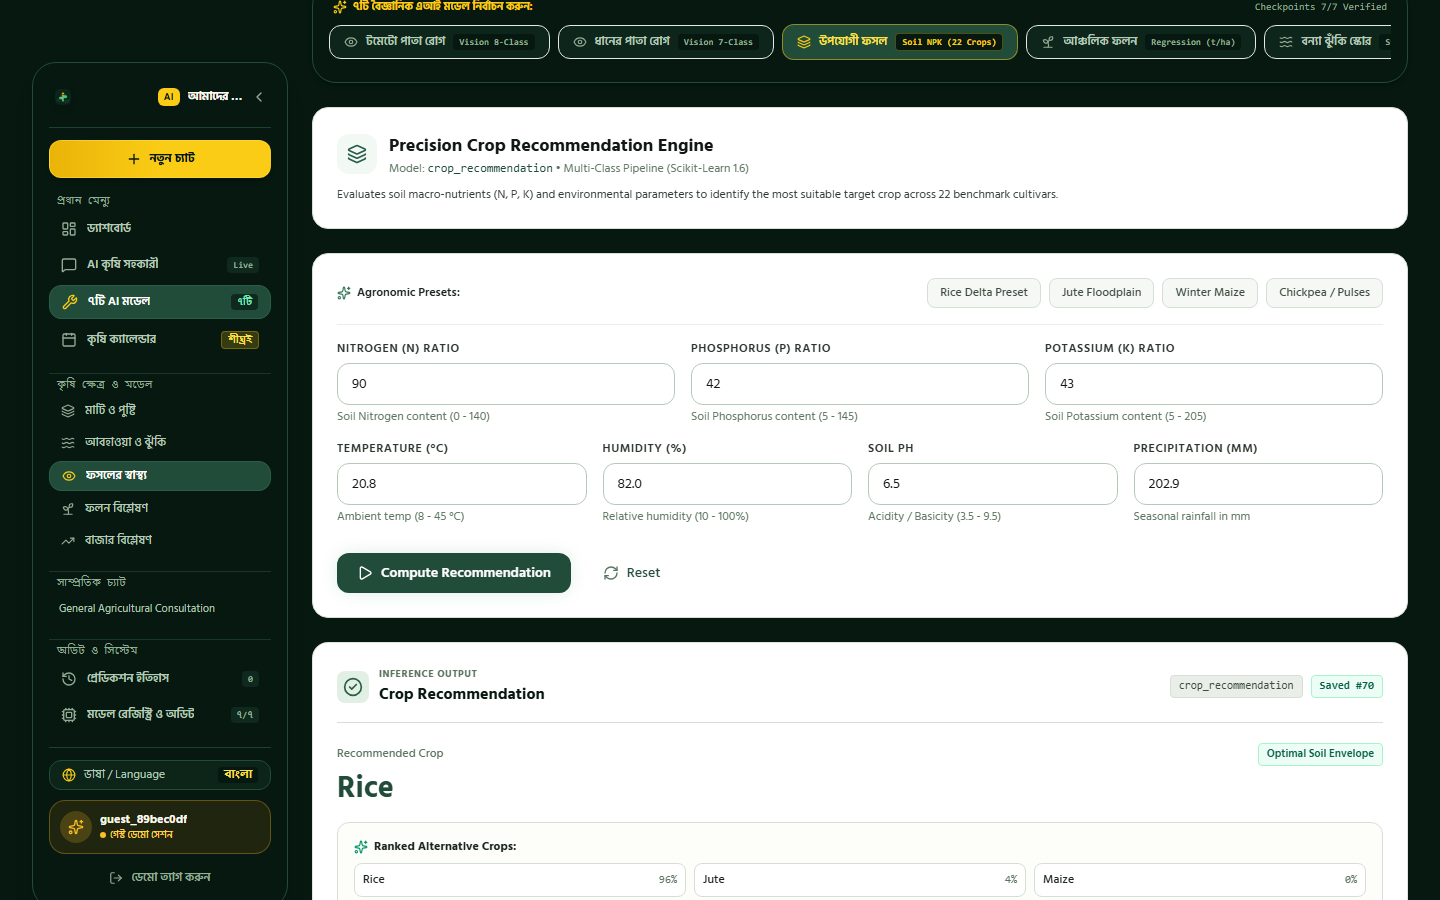 ৭টি বৈজ্ঞানিক এআই মডেল নির্বাচন করুন:
Checkpoints 7/7 Verified
টমেটো পাতা রোগ Vision 8-Class
ধানের পাতা রোগ Vision 7-Class
উপযোগী ফসল Soil NPK (22 Crops)
আঞ্চলিক ফলন Regression (t/ha)
বন্যা ঝুঁকি স্কোর S
AI আমাদের ...
নতুন চ্যাট
প্রধান মেন্যু
ড্যাশবোর্ড
AI কৃষি সহকারী Live
৭টি AI মডেল ৭টি
কৃষি ক্যালেন্ডার শীঘ্রই
কৃষি ক্ষেত্র ও মডেল
মাটি ও পুষ্টি
আবহাওয়া ও ঝুঁকি
ফসলের স্বাস্থ্য
ফলন বিশ্লেষণ
বাজার বিশ্লেষণ
সাম্প্রতিক চ্যাট
General Agricultural Consultation
অডিট ও সিস্টেম
প্রেডিকশন ইতিহাস 0
মডেল রেজিস্ট্রি ও অডিট ৭/৭
ভাষা / Language বাংলা
guest_89bec0df
গেস্ট ডেমো সেশন
ডেমো ত্যাগ করুন
Precision Crop Recommendation Engine
Model: crop_recommendation • Multi-Class Pipeline (Scikit-Learn 1.6)
Evaluates soil macro-nutrients (N, P, K) and environmental parameters to identify the most suitable target crop across 22 benchmark cultivars.
Agronomic Presets:
Rice Delta Preset
Jute Floodplain
Winter Maize
Chickpea / Pulses
NITROGEN (N) RATIO
PHOSPHORUS (P) RATIO
POTASSIUM (K) RATIO
90
42
43
Soil Nitrogen content (0 - 140)
Soil Phosphorus content (5 - 145)
Soil Potassium content (5 - 205)
TEMPERATURE (°C)
HUMIDITY (%)
SOIL PH
PRECIPITATION (MM)
20.8
82.0
6.5
202.9
Ambient temp (8 - 45 °C)
Relative humidity (10 - 100%)
Acidity / Basicity (3.5 - 9.5)
Seasonal rainfall in mm
Compute Recommendation
Reset
INFERENCE OUTPUT
Crop Recommendation
crop_recommendation
Saved #70
Recommended Crop
Optimal Soil Envelope
Rice
Ranked Alternative Crops:
Rice 96%
Jute 4%
Maize 0%